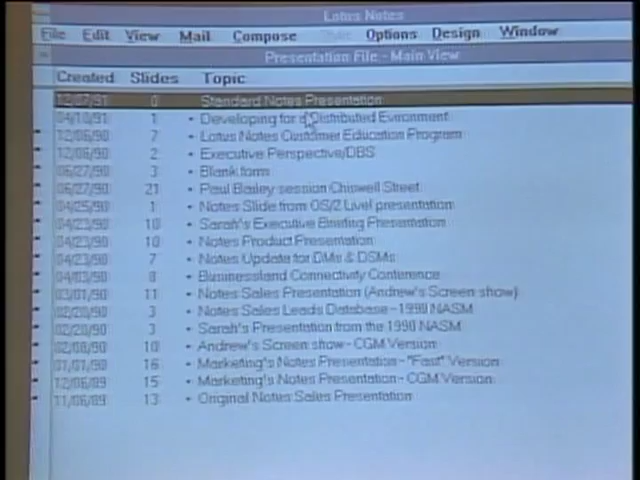 Lotus Notes
File Edit View Mail Compose Style Options Design Window
Presentation File - Main View
Created Slides Topic
12/07/91 0 Standard Notes Presentation
04/10/91 1 • Developing for a Distributed Evironment
12/06/90 7 • Lotus Notes Customer Education Program
12/06/90 2 • Executive Perspective/DBS
06/27/90 3 • Blank form
06/27/90 21 • Paul Bailey session Chiswell Street
04/25/90 1 • Notes Slide from OS/2 Live! presentation
04/23/90 10 • Sarah's Executive Briefing Presentation
04/23/90 10 • Notes Product Presentation
04/23/90 7 • Notes Update for DMs & DSMs
04/03/90 8 • Businessland Connectivity Conference
03/01/90 11 • Notes Sales Presentation (Andrew's Screen show)
02/20/90 3 • Notes Sales Leads Database - 1990 NASM
02/20/90 3 • Sarah's Presentation from the 1990 NASM
02/08/90 10 • Andrew's Screen show - CGM Version
01/01/90 16 • Marketing's Notes Presentation - "Fast" Version
12/06/89 15 • Marketing's Notes Presentation - CGM Version
11/06/89 13 • Original Notes Sales Presentation